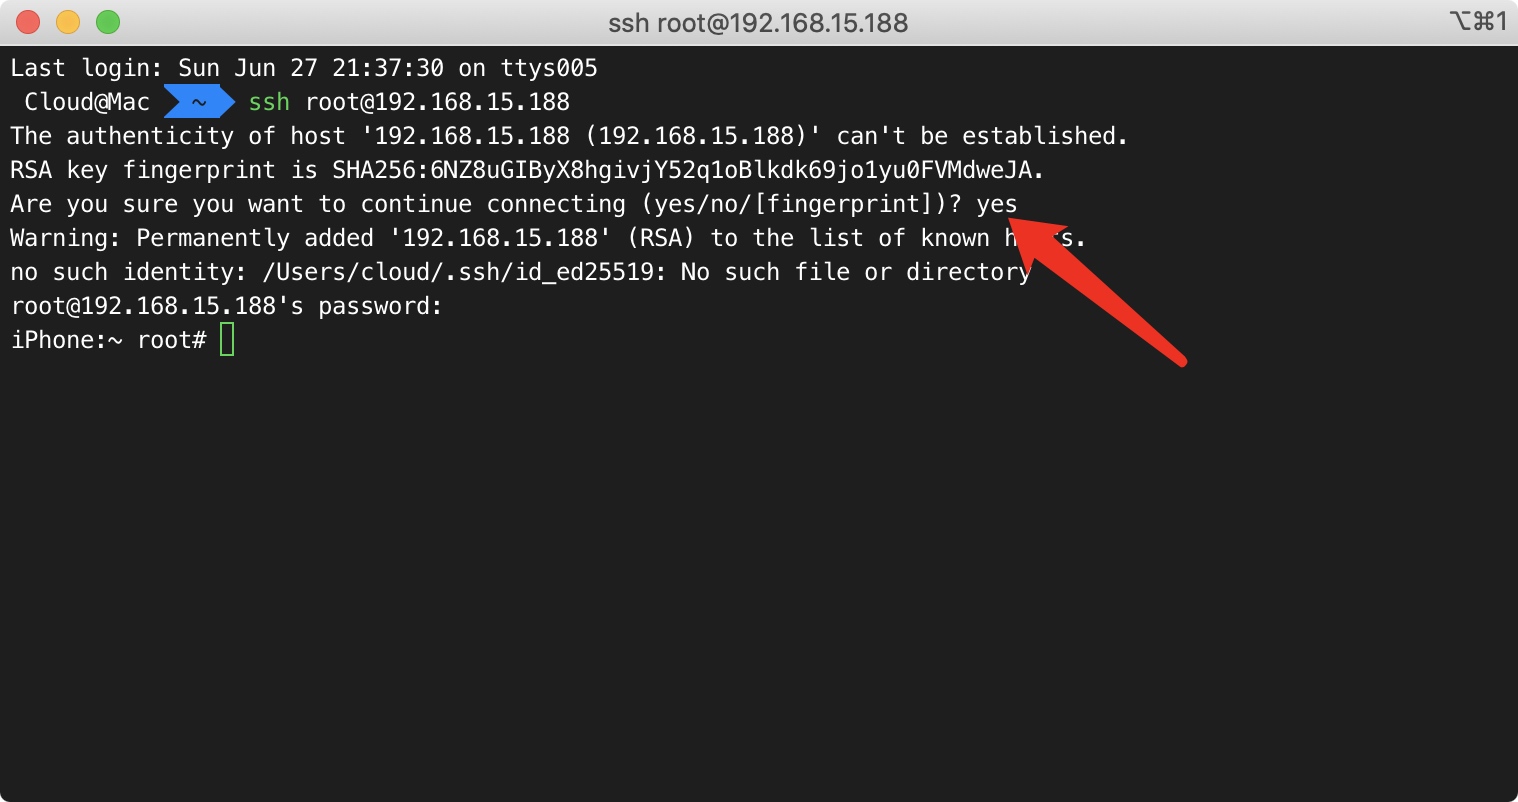 ssh root@192.168.15.188
⌥⌘1
Last login: Sun Jun 27 21:37:30 on ttys005
Cloud@Mac ~ ssh root@192.168.15.188
The authenticity of host '192.168.15.188 (192.168.15.188)' can't be established.
RSA key fingerprint is SHA256:6NZ8uGIByX8hgivjY52q1oBlkdk69jo1yu0FVMdweJA.
Are you sure you want to continue connecting (yes/no/[fingerprint])? yes
Warning: Permanently added '192.168.15.188' (RSA) to the list of known hosts.
no such identity: /Users/cloud/.ssh/id_ed25519: No such file or directory
root@192.168.15.188's password:
iPhone:~ root#